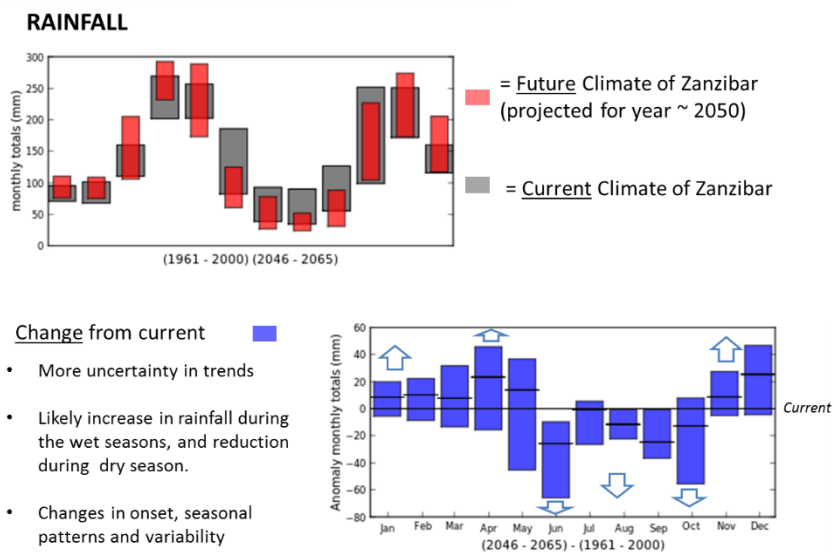 RAINFALL
300
250
200
150
100
50
0
monthly totals (mm)
(1961 - 2000) (2046 - 2065)
= Future Climate of Zanzibar
(projected for year ~ 2050)
= Current Climate of Zanzibar
Change from current
• More uncertainty in trends
• Likely increase in rainfall during
the wet seasons, and reduction
during dry season.
• Changes in onset, seasonal
patterns and variability
60
40
20
0
−20
−40
−60
−80
Anomaly monthly totals (mm)
Current
Jan Feb Mar Apr May Jun Jul Aug Sep Oct Nov Dec
(2046 - 2065) - (1961 - 2000)